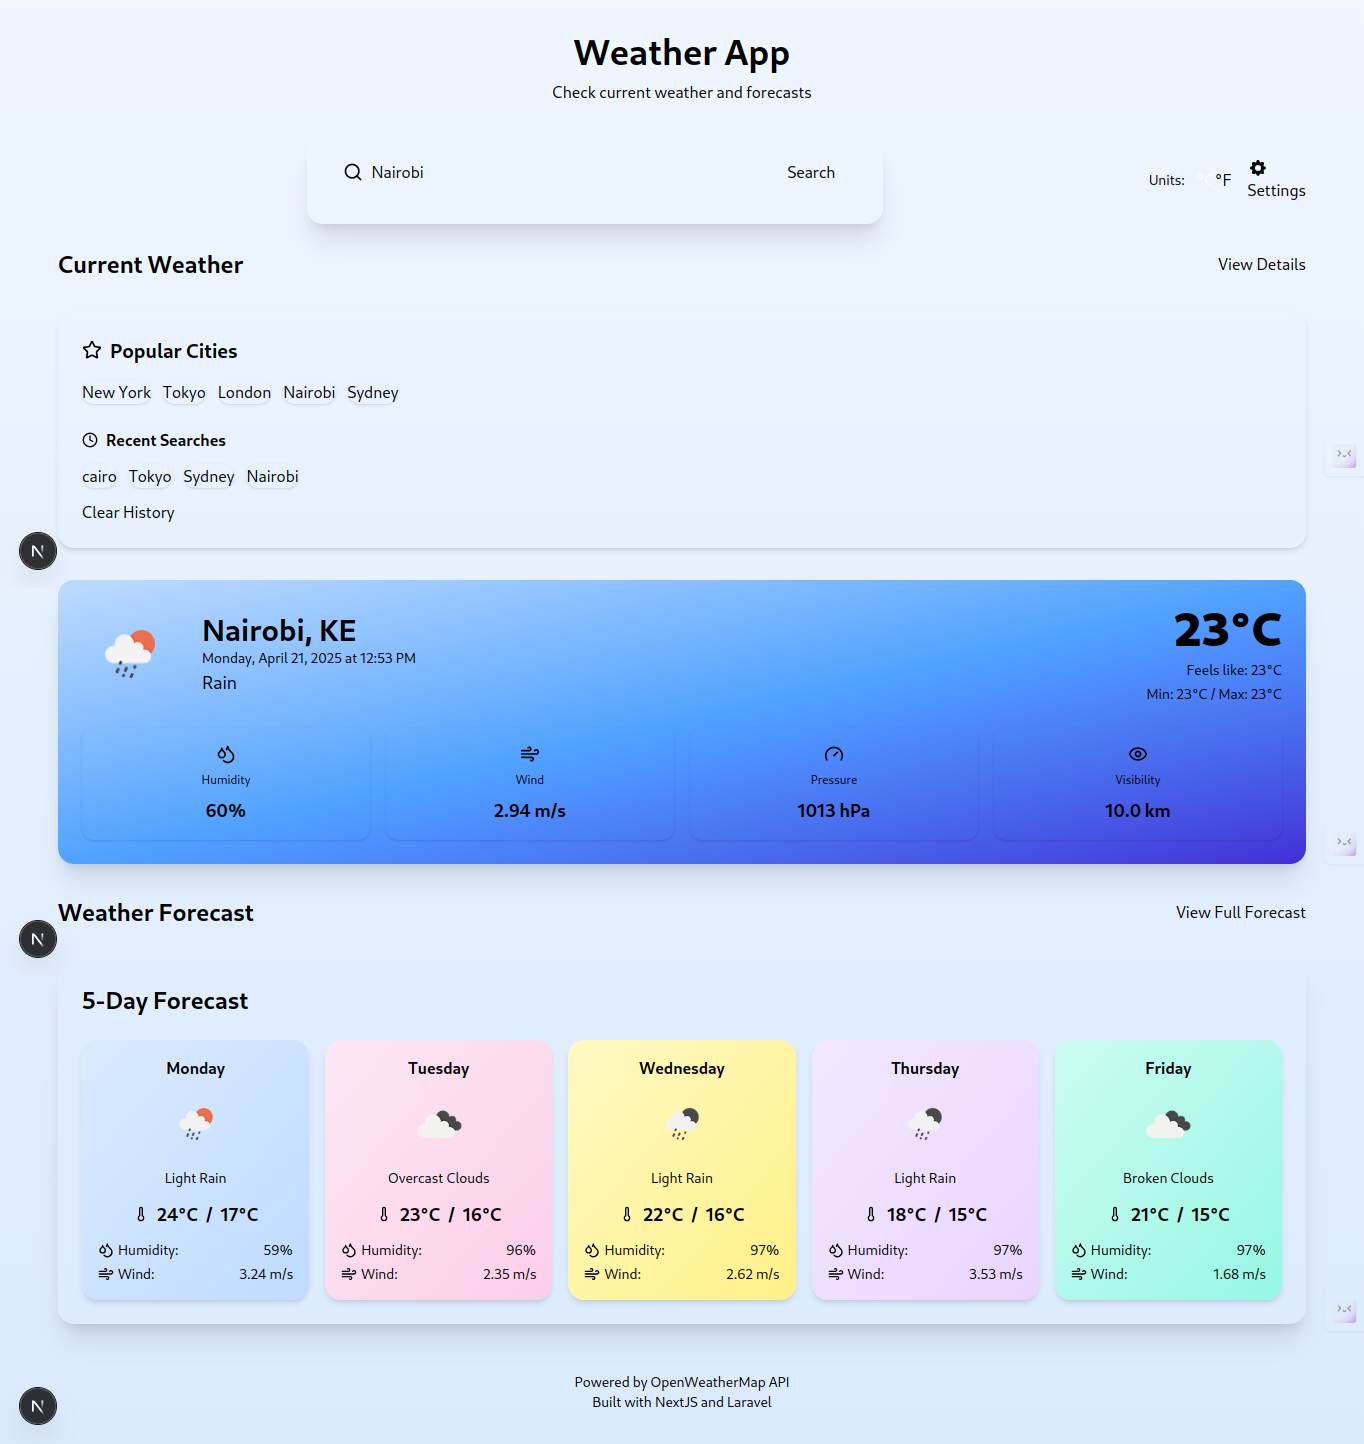 Weather App
Check current weather and forecasts
Nairobi Search
Units: °C °F Settings
Current Weather View Details
Popular Cities
New York Tokyo London Nairobi Sydney
Recent Searches
cairo Tokyo Sydney Nairobi
Clear History
N
Nairobi, KE
Monday, April 21, 2025 at 12:53 PM
Rain
23°C
Feels like: 23°C
Min: 23°C / Max: 23°C
Humidity Wind Pressure Visibility
60% 2.94 m/s 1013 hPa 10.0 km
Weather Forecast View Full Forecast
N
5-Day Forecast
Monday Tuesday Wednesday Thursday Friday
Light Rain Overcast Clouds Light Rain Light Rain Broken Clouds
24°C / 17°C 23°C / 16°C 22°C / 16°C 18°C / 15°C 21°C / 15°C
Humidity: 59% Humidity: 96% Humidity: 97% Humidity: 97% Humidity: 97%
Wind: 3.24 m/s Wind: 2.35 m/s Wind: 2.62 m/s Wind: 3.53 m/s Wind: 1.68 m/s
Powered by OpenWeatherMap API
Built with NextJS and Laravel
N